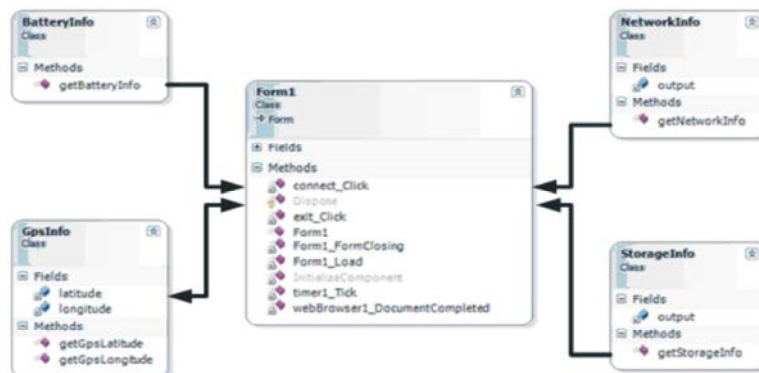 BatteryInfo
Class
Methods
getBatteryInfo
GpsInfo
Class
Fields
latitude
longitude
Methods
getGpsLatitude
getGpsLongitude
Form1
Class
Form
Fields
Methods
connect_Click
Dispose
exit_Click
Form1
Form1_FormClosing
Form1_Load
InitializeComponent
timer1_Tick
webBrowser1_DocumentCompleted
NetworkInfo
Class
Fields
output
Methods
getNetworkInfo
StorageInfo
Class
Fields
output
Methods
getStorageInfo